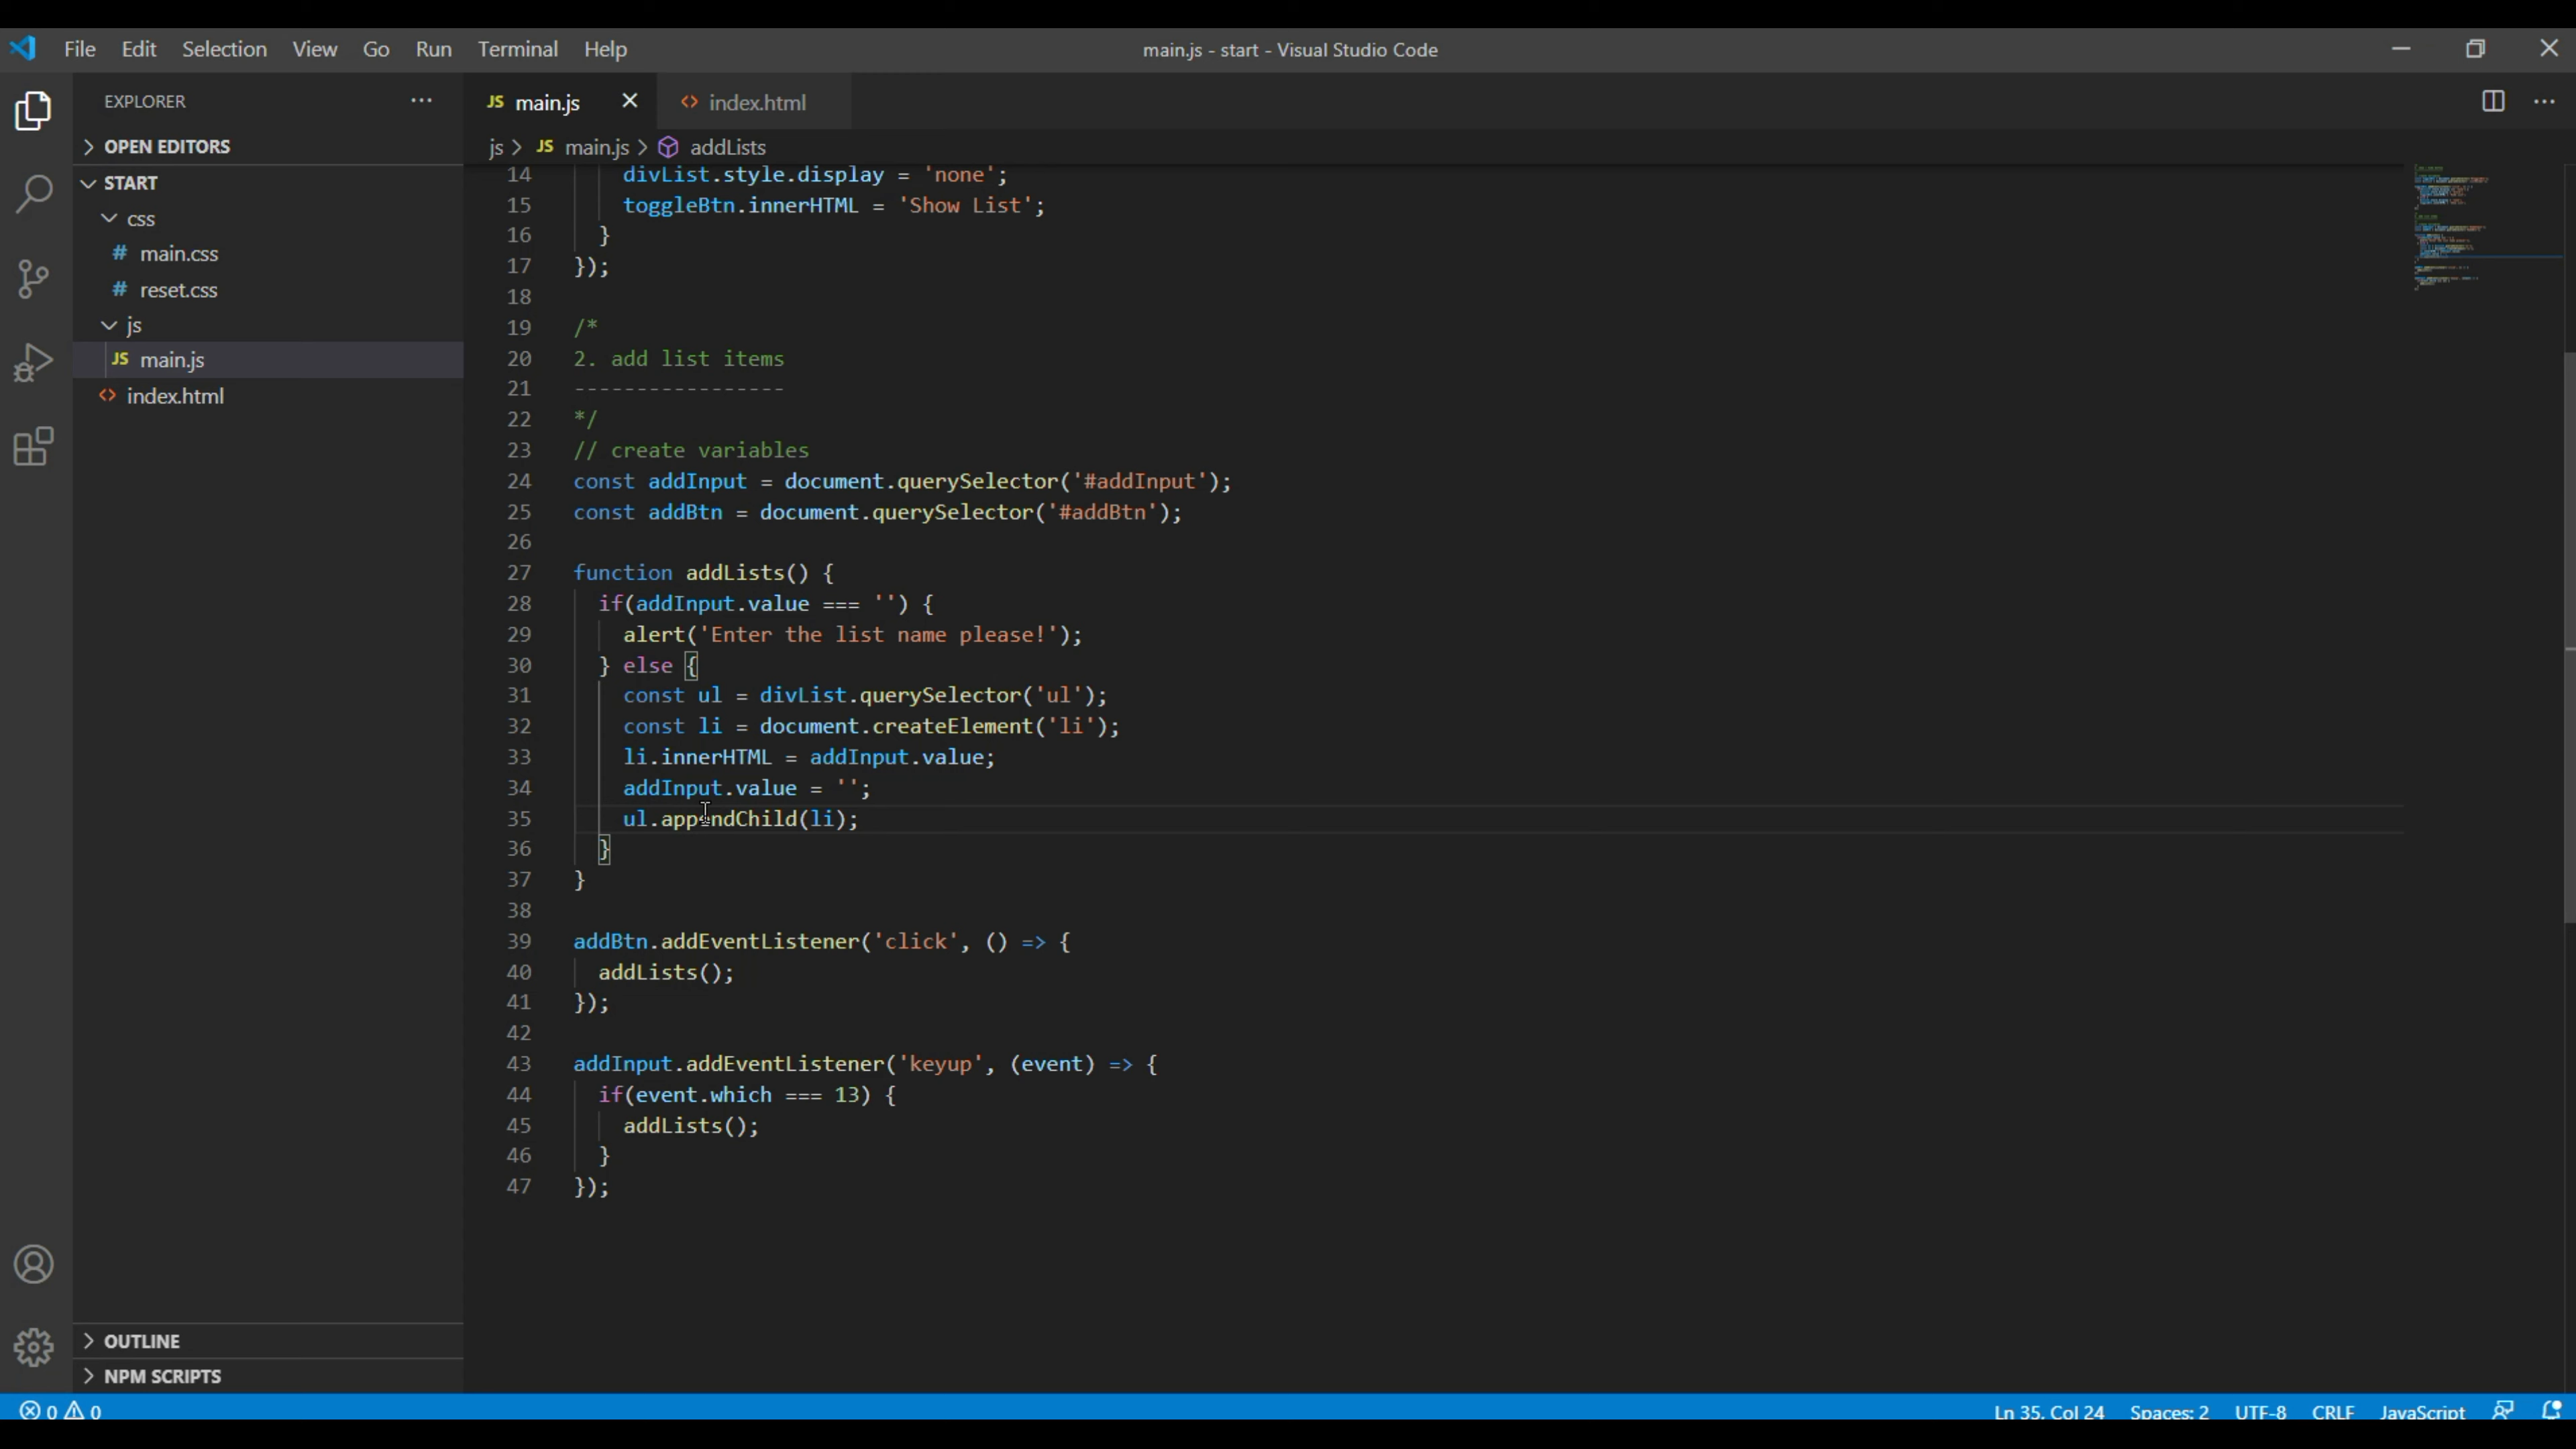 File Edit Selection View Go Run Terminal Help
main.js - start - Visual Studio Code
EXPLORER
OPEN EDITORS
START
css
# main.css
# reset.css
js
JS main.js
<> index.html
OUTLINE
NPM SCRIPTS
JS main.js
<> index.html
js > JS main.js > addLists
14 divList.style.display = 'none';
15 toggleBtn.innerHTML = 'Show List';
16 }
17 });
18
19 /*
20 2. add list items
21 -----------------
22 */
23 // create variables
24 const addInput = document.querySelector('#addInput');
25 const addBtn = document.querySelector('#addBtn');
26
27 function addLists() {
28 if(addInput.value === '') {
29 alert('Enter the list name please!');
30 } else {
31 const ul = divList.querySelector('ul');
32 const li = document.createElement('li');
33 li.innerHTML = addInput.value;
34 addInput.value = '';
35 ul.appendChild(li);
36 }
37 }
38
39 addBtn.addEventListener('click', () => {
40 addLists();
41 });
42
43 addInput.addEventListener('keyup', (event) => {
44 if(event.which === 13) {
45 addLists();
46 }
47 });
0 0
Ln 35, Col 24 Spaces: 2 UTF-8 CRLF JavaScript